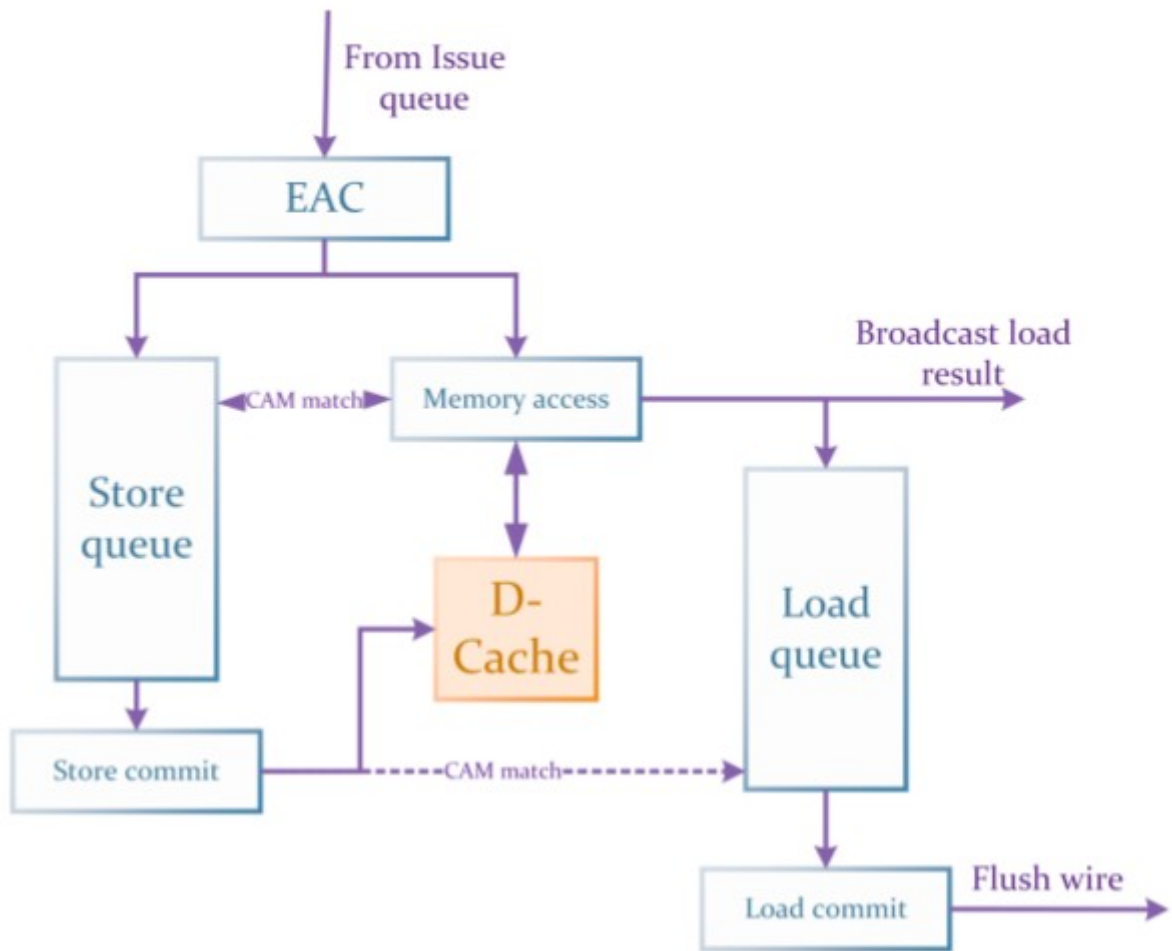 From Issue
queue
EAC
Broadcast load
result
CAM match
Memory access
Store
queue
D-
Cache
Load
queue
Store commit
CAM match
Load commit
Flush wire